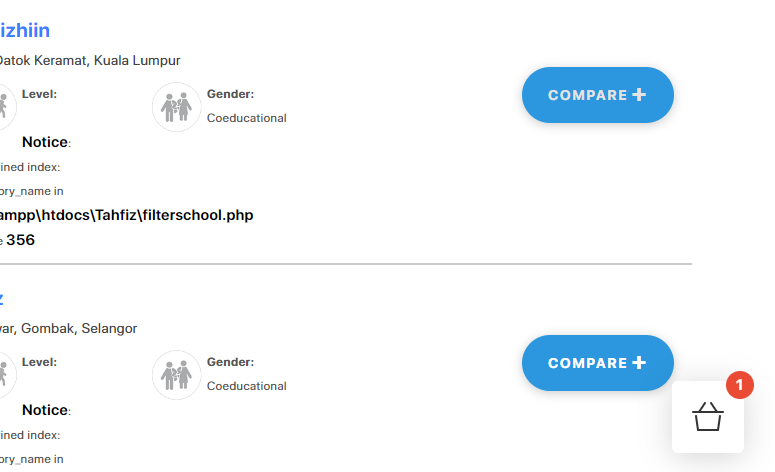 izhiin
Datok Keramat, Kuala Lumpur
Level:
Gender:
Coeducational
COMPARE +
Notice:
ined index:
ory_name in
ampp\htdocs\Tahfiz\filterschool.php
e 356
z
var, Gombak, Selangor
Level:
Gender:
Coeducational
COMPARE +
1
Notice:
ined index:
ory_name in